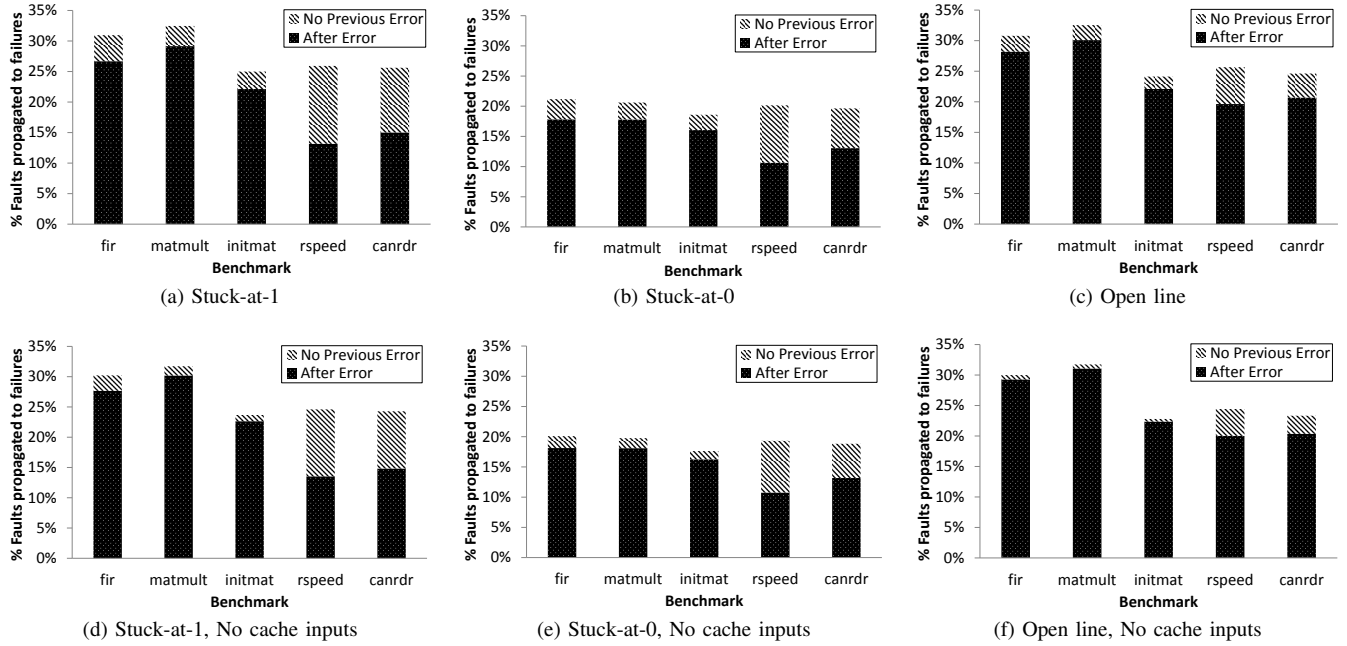 % Faults propagated to failures
35%
30%
25%
20%
15%
10%
5%
0%
No Previous Error
After Error
fir matmult initmat rspeed canrdr
Benchmark
(a) Stuck-at-1
% Faults propagated to failures
35%
30%
25%
20%
15%
10%
5%
0%
No Previous Error
After Error
fir matmult initmat rspeed canrdr
Benchmark
(b) Stuck-at-0
% Faults propagated to failures
35%
30%
25%
20%
15%
10%
5%
0%
No Previous Error
After Error
fir matmult initmat rspeed canrdr
Benchmark
(c) Open line
% Faults propagated to failures
35%
30%
25%
20%
15%
10%
5%
0%
No Previous Error
After Error
fir matmult initmat rspeed canrdr
Benchmark
(d) Stuck-at-1, No cache inputs
% Faults propagated to failures
35%
30%
25%
20%
15%
10%
5%
0%
No Previous Error
After Error
fir matmult initmat rspeed canrdr
Benchmark
(e) Stuck-at-0, No cache inputs
% Faults propagated to failures
35%
30%
25%
20%
15%
10%
5%
0%
No Previous Error
After Error
fir matmult initmat rspeed canrdr
Benchmark
(f) Open line, No cache inputs